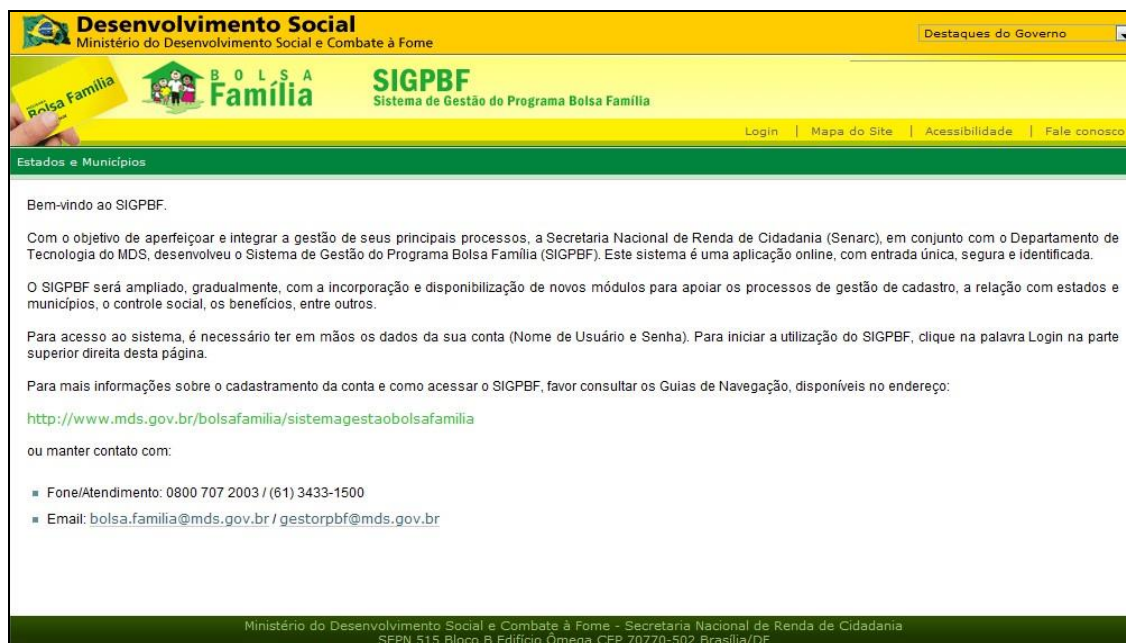 Desenvolvimento Social
Ministério do Desenvolvimento Social e Combate à Fome
Destaques do Governo
Bolsa Família
BOLSA
Família
SIGPBF
Sistema de Gestão do Programa Bolsa Família
Login | Mapa do Site | Acessibilidade | Fale conosco
Estados e Municípios
Bem-vindo ao SIGPBF.
Com o objetivo de aperfeiçoar e integrar a gestão de seus principais processos, a Secretaria Nacional de Renda de Cidadania (Senarc), em conjunto com o Departamento de
Tecnologia do MDS, desenvolveu o Sistema de Gestão do Programa Bolsa Família (SIGPBF). Este sistema é uma aplicação online, com entrada única, segura e identificada.
O SIGPBF será ampliado, gradualmente, com a incorporação e disponibilização de novos módulos para apoiar os processos de gestão de cadastro, a relação com estados e
municípios, o controle social, os benefícios, entre outros.
Para acesso ao sistema, é necessário ter em mãos os dados da sua conta (Nome de Usuário e Senha). Para iniciar a utilização do SIGPBF, clique na palavra Login na parte
superior direita desta página.
Para mais informações sobre o cadastramento da conta e como acessar o SIGPBF, favor consultar os Guias de Navegação, disponíveis no endereço:
http://www.mds.gov.br/bolsafamilia/sistemagestaobolsafamilia
ou manter contato com:
Fone/Atendimento: 0800 707 2003 / (61) 3433-1500
Email: bolsa.familia@mds.gov.br / gestorpbf@mds.gov.br
Ministério do Desenvolvimento Social e Combate à Fome - Secretaria Nacional de Renda de Cidadania
SEPN 515 Bloco B Edifício Ômega CEP 70770-502 Brasília/DF